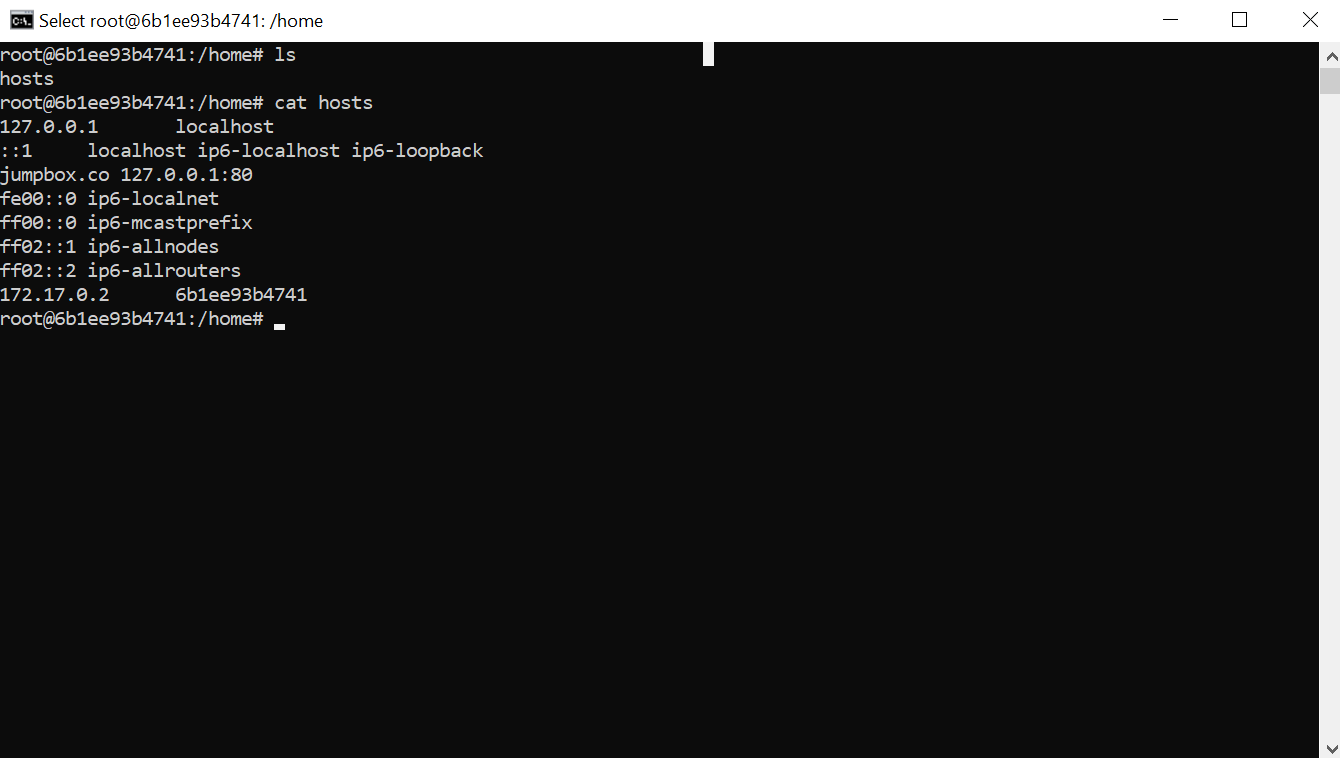 Select root@6b1ee93b4741: /home
root@6b1ee93b4741:/home# ls
hosts
root@6b1ee93b4741:/home# cat hosts
127.0.0.1       localhost
::1     localhost ip6-localhost ip6-loopback
jumpbox.co 127.0.0.1:80
fe00::0 ip6-localnet
ff00::0 ip6-mcastprefix
ff02::1 ip6-allnodes
ff02::2 ip6-allrouters
172.17.0.2      6b1ee93b4741
root@6b1ee93b4741:/home#